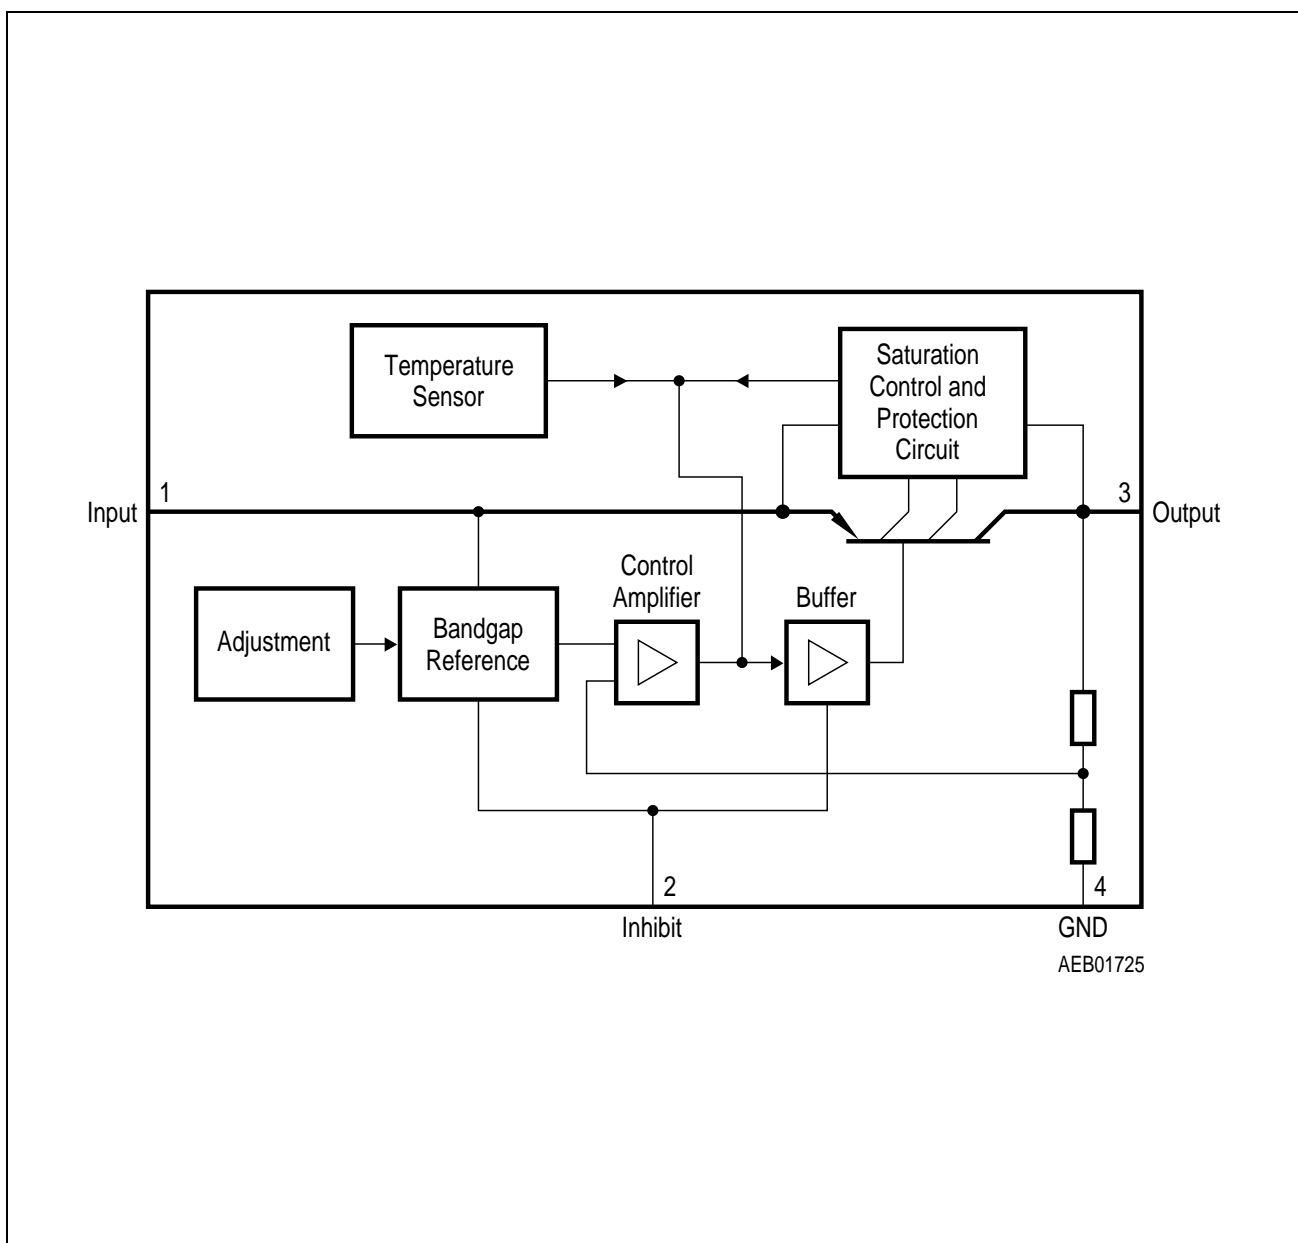 Temperature
Sensor
Saturation
Control and
Protection
Circuit
1
3
Input
Output
Control
Amplifier
Buffer
Adjustment
Bandgap
Reference
2
4
Inhibit
GND
AEB01725